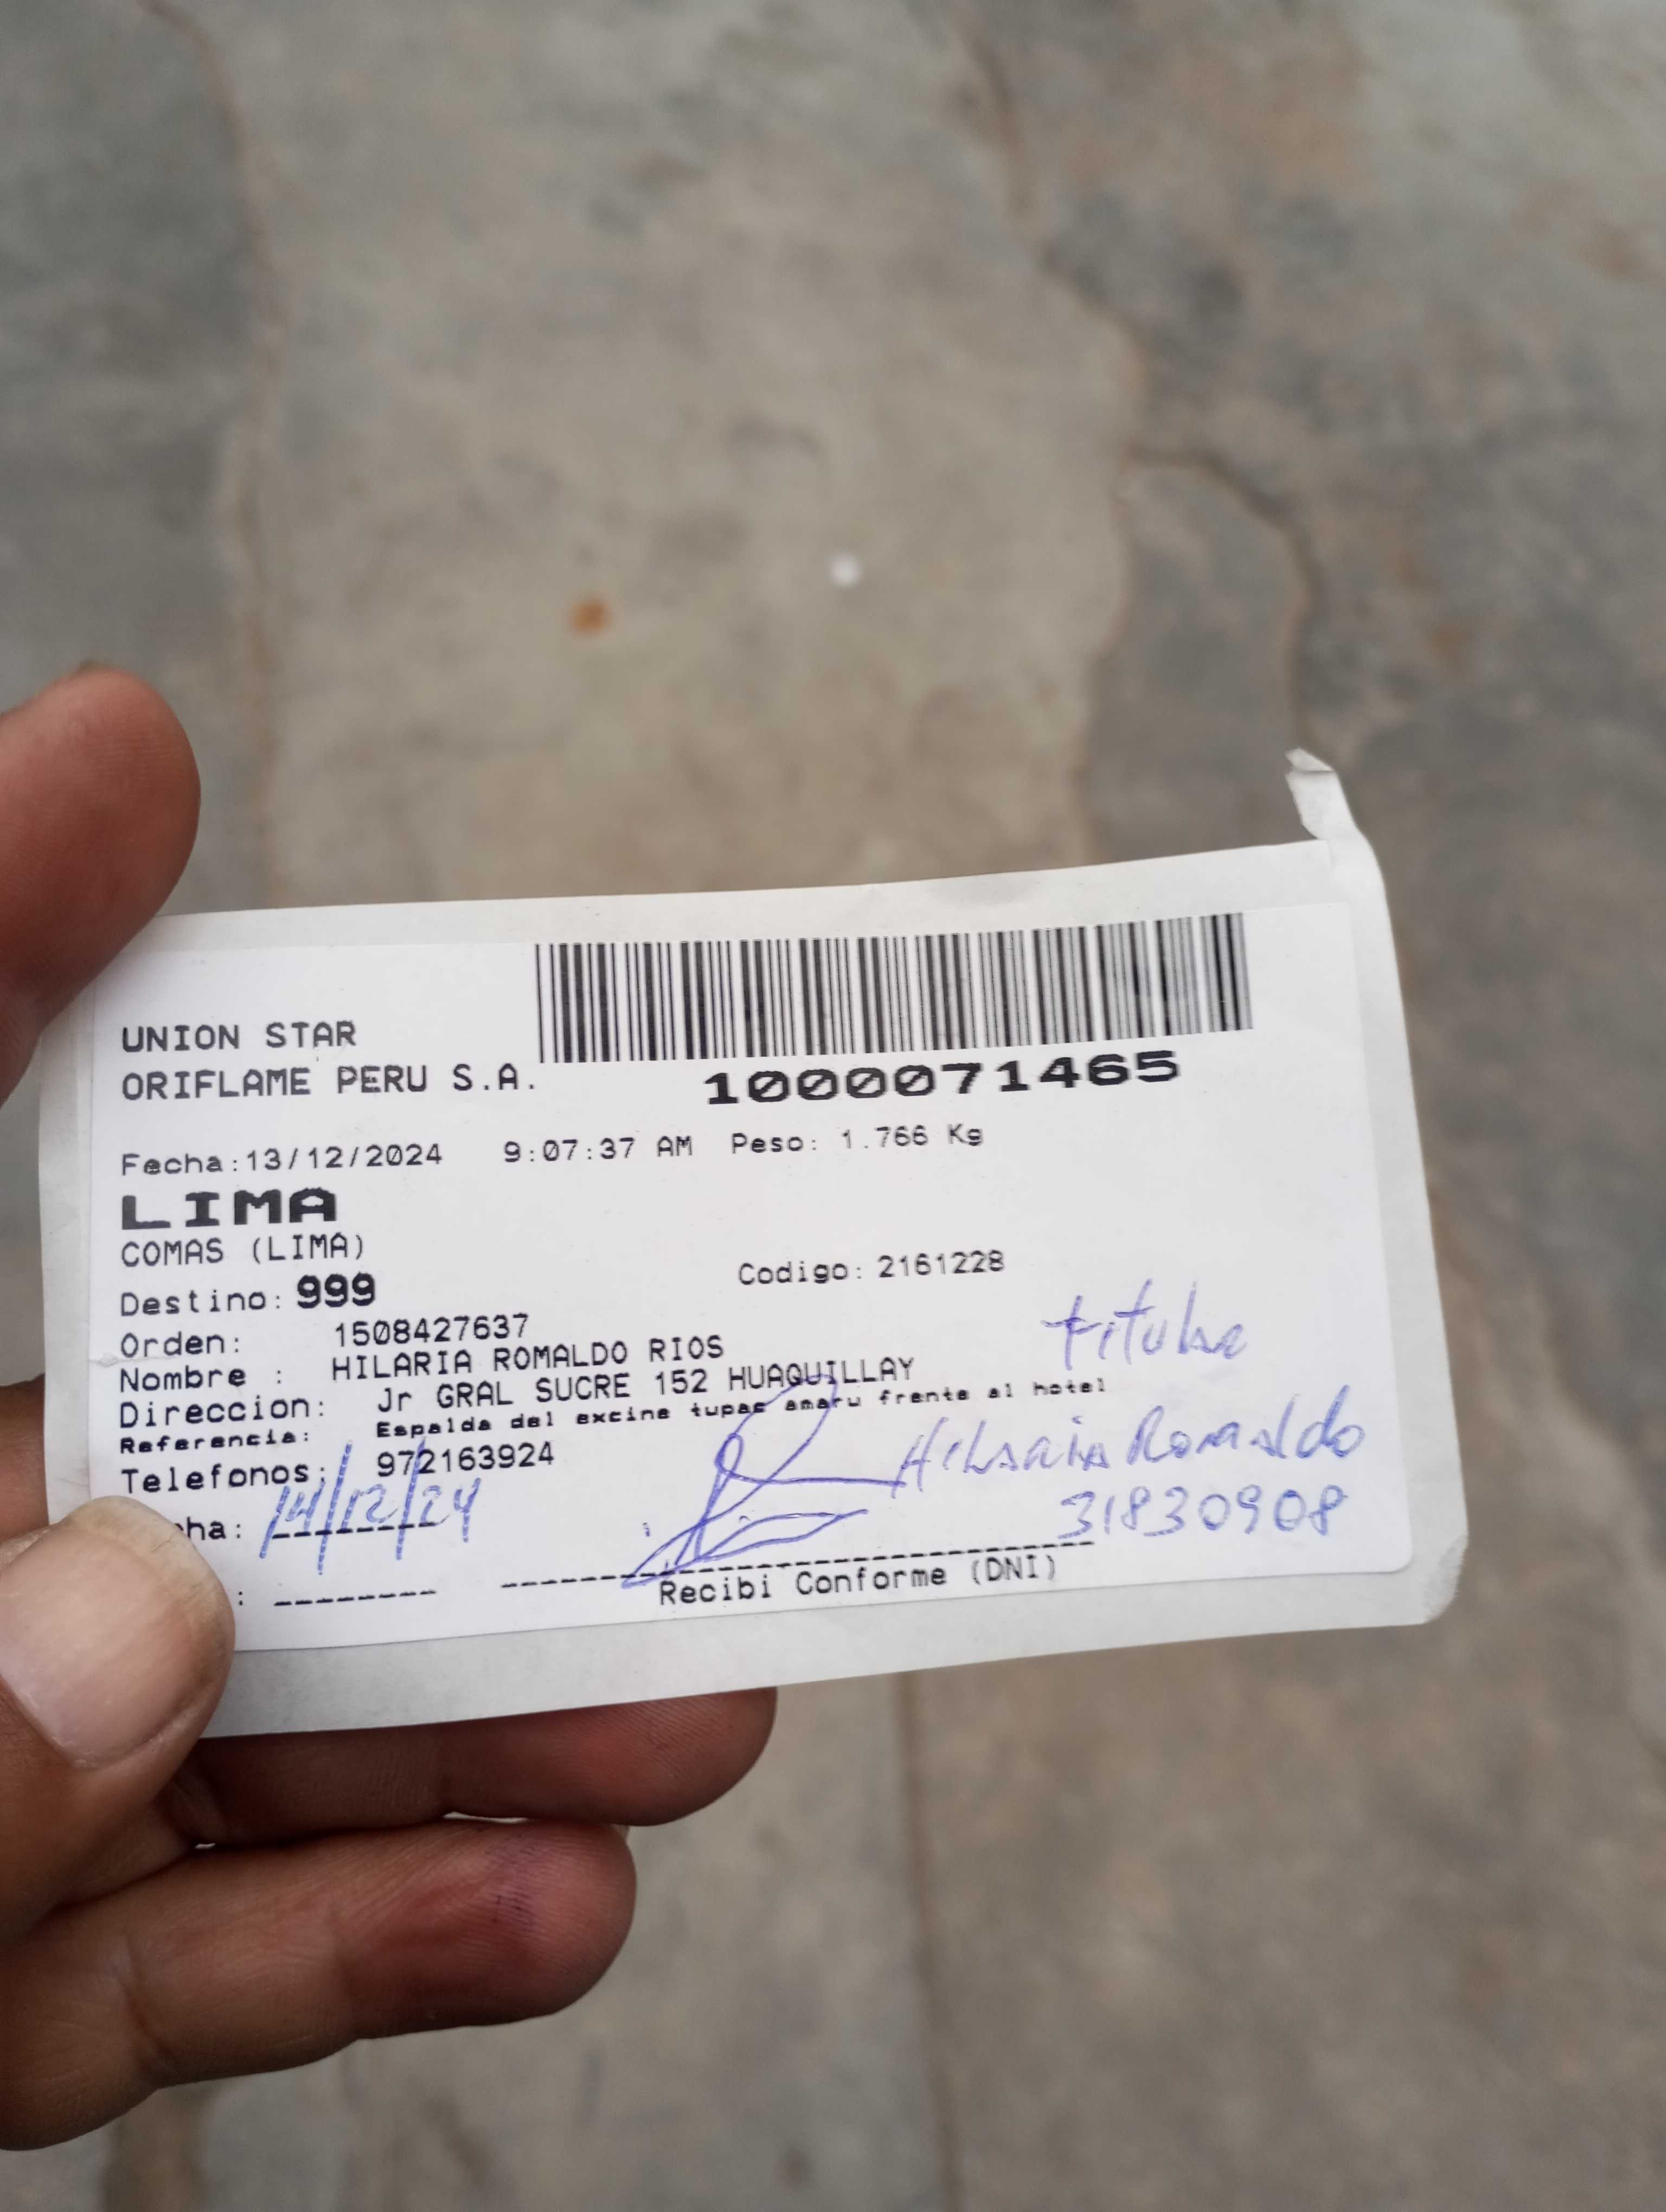 UNION STAR
ORIFLAME PERU S.A.
1000071465
Fecha:13/12/2024 9:07:37 AM Peso: 1.766 Kg
LIMA
COMAS (LIMA)
Destino: 999 Codigo: 2161228
Orden: 1508427637
Nombre : HILARIA ROMALDO RIOS
Direccion: Jr GRAL SUCRE 152 HUAQUILLAY
Referencia: Espalda del excine tupac amaru frente al hotel
Telefonos: 972163924
titular
Hilaria Romaldo
31830908
ha: 14/12/24
Recibi Conforme (DNI)